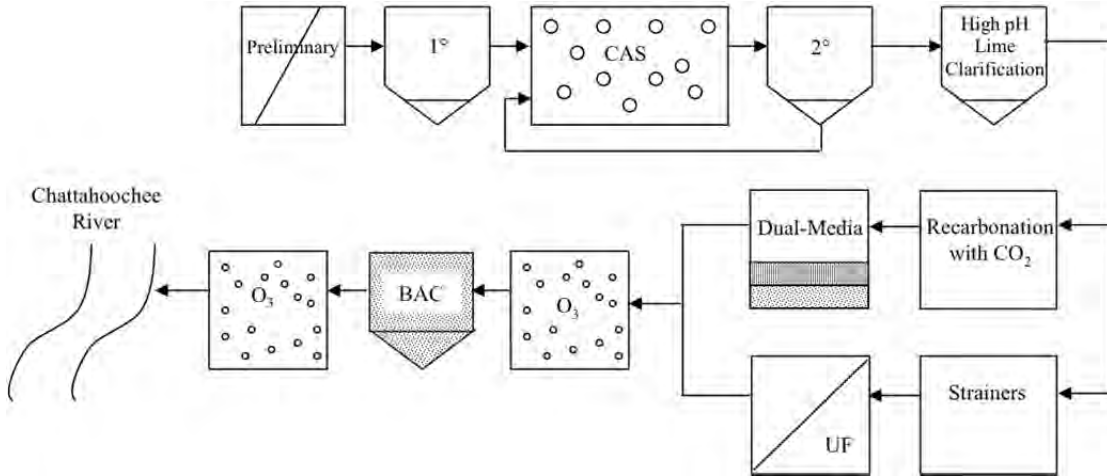 Preliminary
1°
CAS
2°
High pH
Lime
Clarification
Chattahoochee
River
O₃
BAC
O₃
Dual-Media
Recarbonation
with CO₂
UF
Strainers